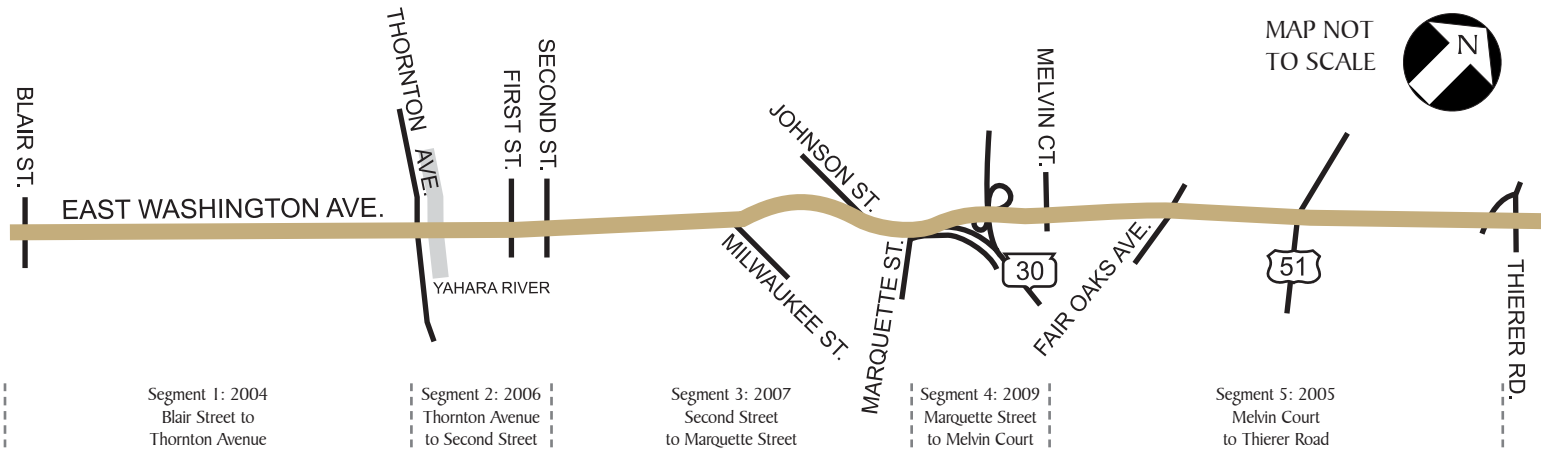 MAP NOT
TO SCALE
N
BLAIR ST.
EAST WASHINGTON AVE.
THORNTON AVE.
YAHARA RIVER
FIRST ST.
SECOND ST.
MILWAUKEE ST.
JOHNSON ST.
MARQUETTE ST.
30
MELVIN CT.
FAIR OAKS AVE.
51
THIERER RD.
Segment 1: 2004
Blair Street to
Thornton Avenue
Segment 2: 2006
Thornton Avenue
to Second Street
Segment 3: 2007
Second Street
to Marquette Street
Segment 4: 2009
Marquette Street
to Melvin Court
Segment 5: 2005
Melvin Court
to Thierer Road